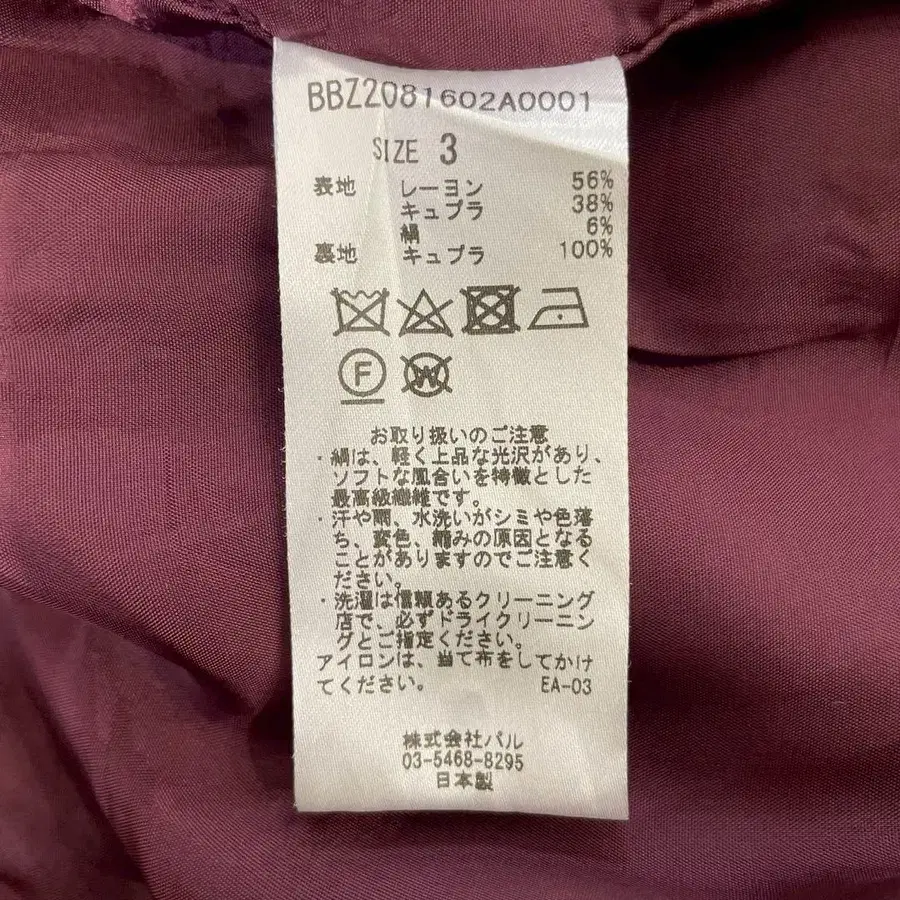 BBZ2081602A0001
SIZE 3
表地 レーヨン 56%
キュプラ 38%
絹 6%
裏地 キュプラ 100%
F W
お取り扱いのご注意
・絹は、軽く上品な光沢があり、
ソフトな風合いを特徴とした
最高級繊維です。
・汗や雨、水洗いがシミや色落
ち、変色、縮みの原因となる
ことがありますのでご注意く
ださい。
・洗濯は信頼あるクリーニング
店で、必ずドライクリーニン
グとご指定ください。
アイロンは、当て布をしてかけ
てください。 EA-03
株式会社パル
03-5468-8295
日本製